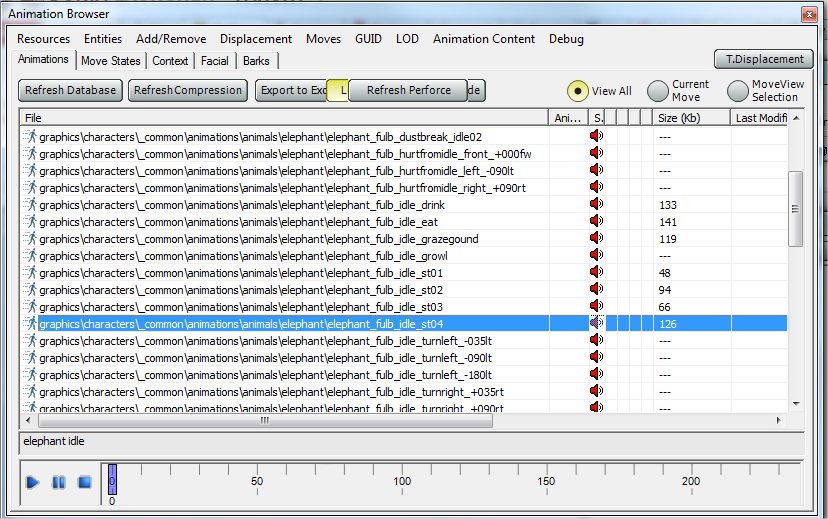 Animation Browser
Resources Entities Add/Remove Displacement Moves GUID LOD Animation Content Debug
Animations Move States Context Facial Barks T.Displacement
Refresh Database Refresh Compression Export to Exc L Refresh Perforce de View All Current Move MoveView Selection
File Ani... S. Size (Kb) Last Modifi
graphics\characters\_common\animations\animals\elephant\elephant_fulb_dustbreak_idle02 ---
graphics\characters\_common\animations\animals\elephant\elephant_fulb_hurtfromidle_front_+000fw ---
graphics\characters\_common\animations\animals\elephant\elephant_fulb_hurtfromidle_left_-090lt ---
graphics\characters\_common\animations\animals\elephant\elephant_fulb_hurtfromidle_right_+090rt ---
graphics\characters\_common\animations\animals\elephant\elephant_fulb_idle_drink 133
graphics\characters\_common\animations\animals\elephant\elephant_fulb_idle_eat 141
graphics\characters\_common\animations\animals\elephant\elephant_fulb_idle_grazegound 119
graphics\characters\_common\animations\animals\elephant\elephant_fulb_idle_growl ---
graphics\characters\_common\animations\animals\elephant\elephant_fulb_idle_st01 48
graphics\characters\_common\animations\animals\elephant\elephant_fulb_idle_st02 94
graphics\characters\_common\animations\animals\elephant\elephant_fulb_idle_st03 66
graphics\characters\_common\animations\animals\elephant\elephant_fulb_idle_st04 126
graphics\characters\_common\animations\animals\elephant\elephant_fulb_idle_turnleft_-035lt ---
graphics\characters\_common\animations\animals\elephant\elephant_fulb_idle_turnleft_-090lt ---
graphics\characters\_common\animations\animals\elephant\elephant_fulb_idle_turnleft_-180lt ---
graphics\characters\_common\animations\animals\elephant\elephant_fulb_idle_turnright_+035rt ---
graphics\characters\_common\animations\animals\elephant\elephant_fulb_idle_turnright_+090rt ---
elephant idle
0 50 100 150 200
0